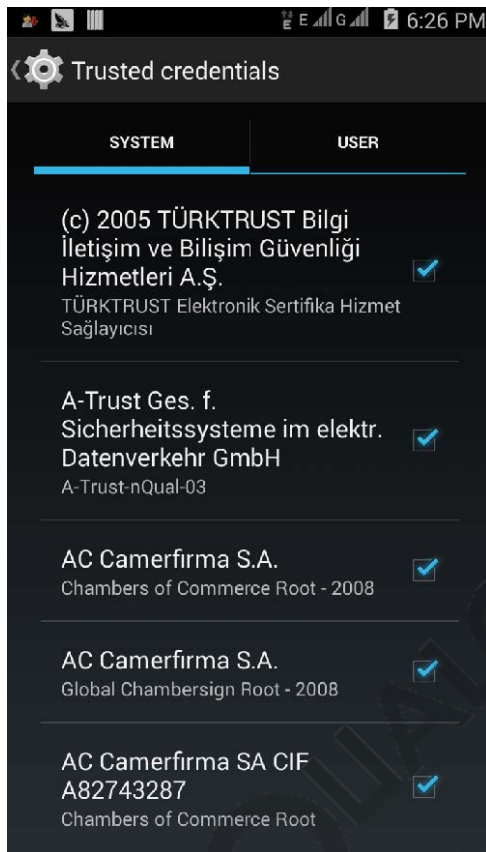 E G 6:26 PM
Trusted credentials
SYSTEM USER
(c) 2005 TÜRKTRUST Bilgi
İletişim ve Bilişim Güvenliği
Hizmetleri A.Ş.
TÜRKTRUST Elektronik Sertifika Hizmet
Sağlayıcısı
A-Trust Ges. f.
Sicherheitssysteme im elektr.
Datenverkehr GmbH
A-Trust-nQual-03
AC Camerfirma S.A.
Chambers of Commerce Root - 2008
AC Camerfirma S.A.
Global Chambersign Root - 2008
AC Camerfirma SA CIF
A82743287
Chambers of Commerce Root